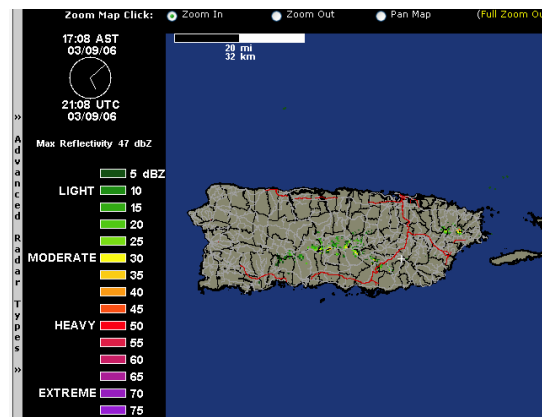 Zoom Map Click: Zoom In Zoom Out Pan Map (Full Zoom Ou
17:08 AST
03/09/06
20 mi
32 km
21:08 UTC
03/09/06
Max Reflectivity 47 dbZ
5 dBZ
LIGHT 10
15
20
25
MODERATE 30
35
40
45
HEAVY 50
55
60
65
EXTREME 70
75
» Advanced Radar Types »